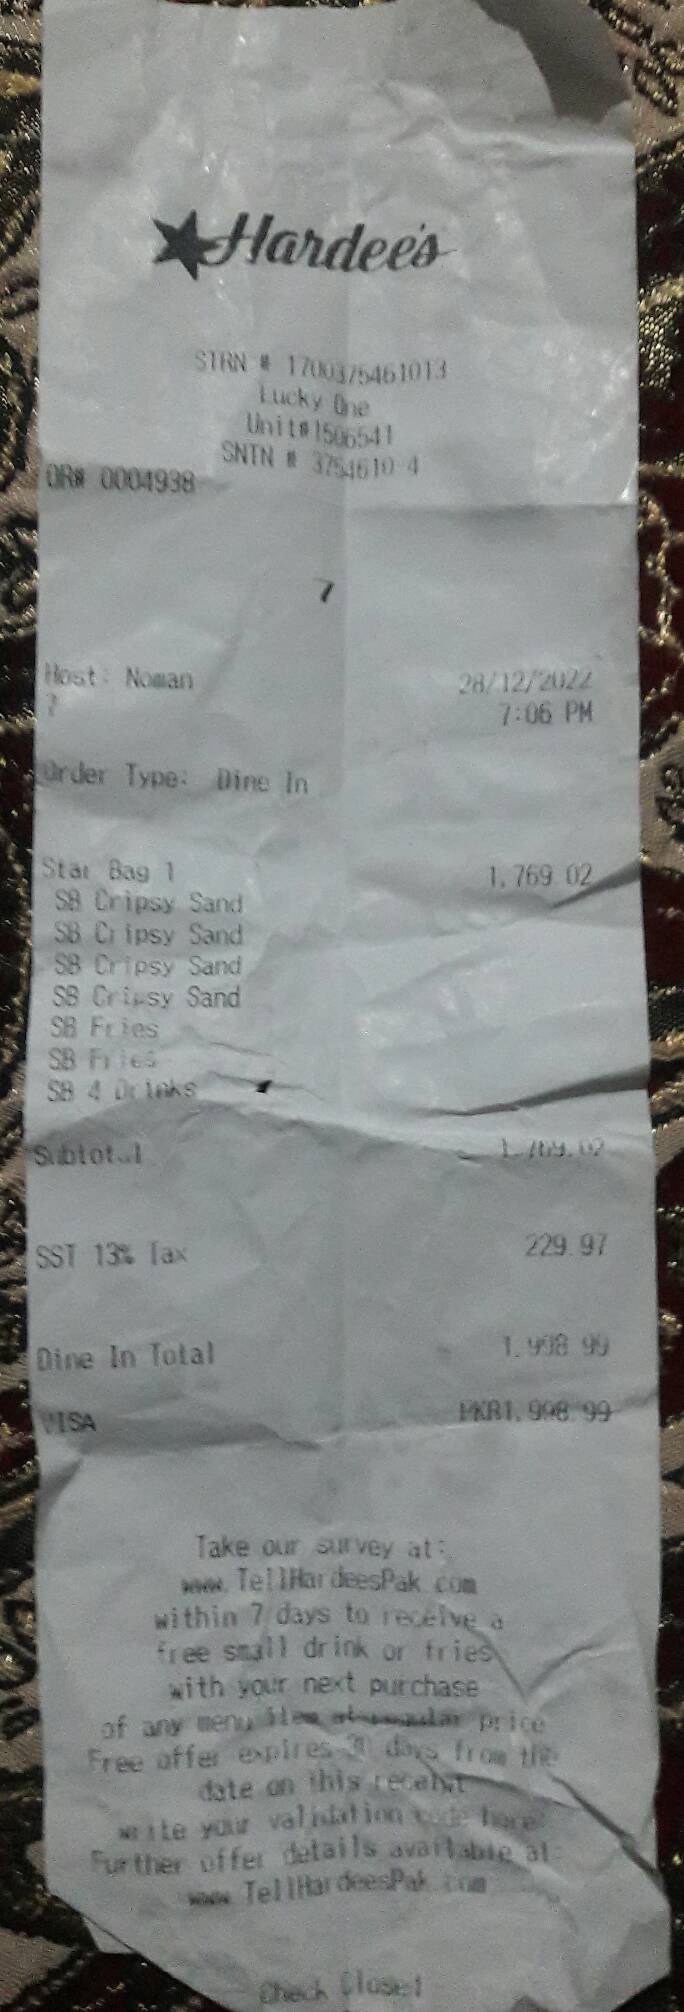 Hardee's
STRN # 1700375461013
Lucky One
Unit#1506541
SNTN # 3754610-4
OR# 0004938
7
Host: Noman 28/12/2022
7 7:06 PM
Order Type: Dine In
Star Bag 1 1,769.02
SB Cripsy Sand
SB Cripsy Sand
SB Cripsy Sand
SB Cripsy Sand
SB Fries
SB Fries
SB 4 Drinks
Subtotal 1,769.02
SST 13% Tax 229.97
Dine In Total 1,998.99
VISA PKR1,998.99
Take our survey at:
www.TellHardeesPak.com
within 7 days to receive a
free small drink or fries
with your next purchase
of any menu item at regular price
Free offer expires days from the
date on this receipt
write your validation code here:
Further offer details available at:
www.TellHardeesPak.com
Check Closed